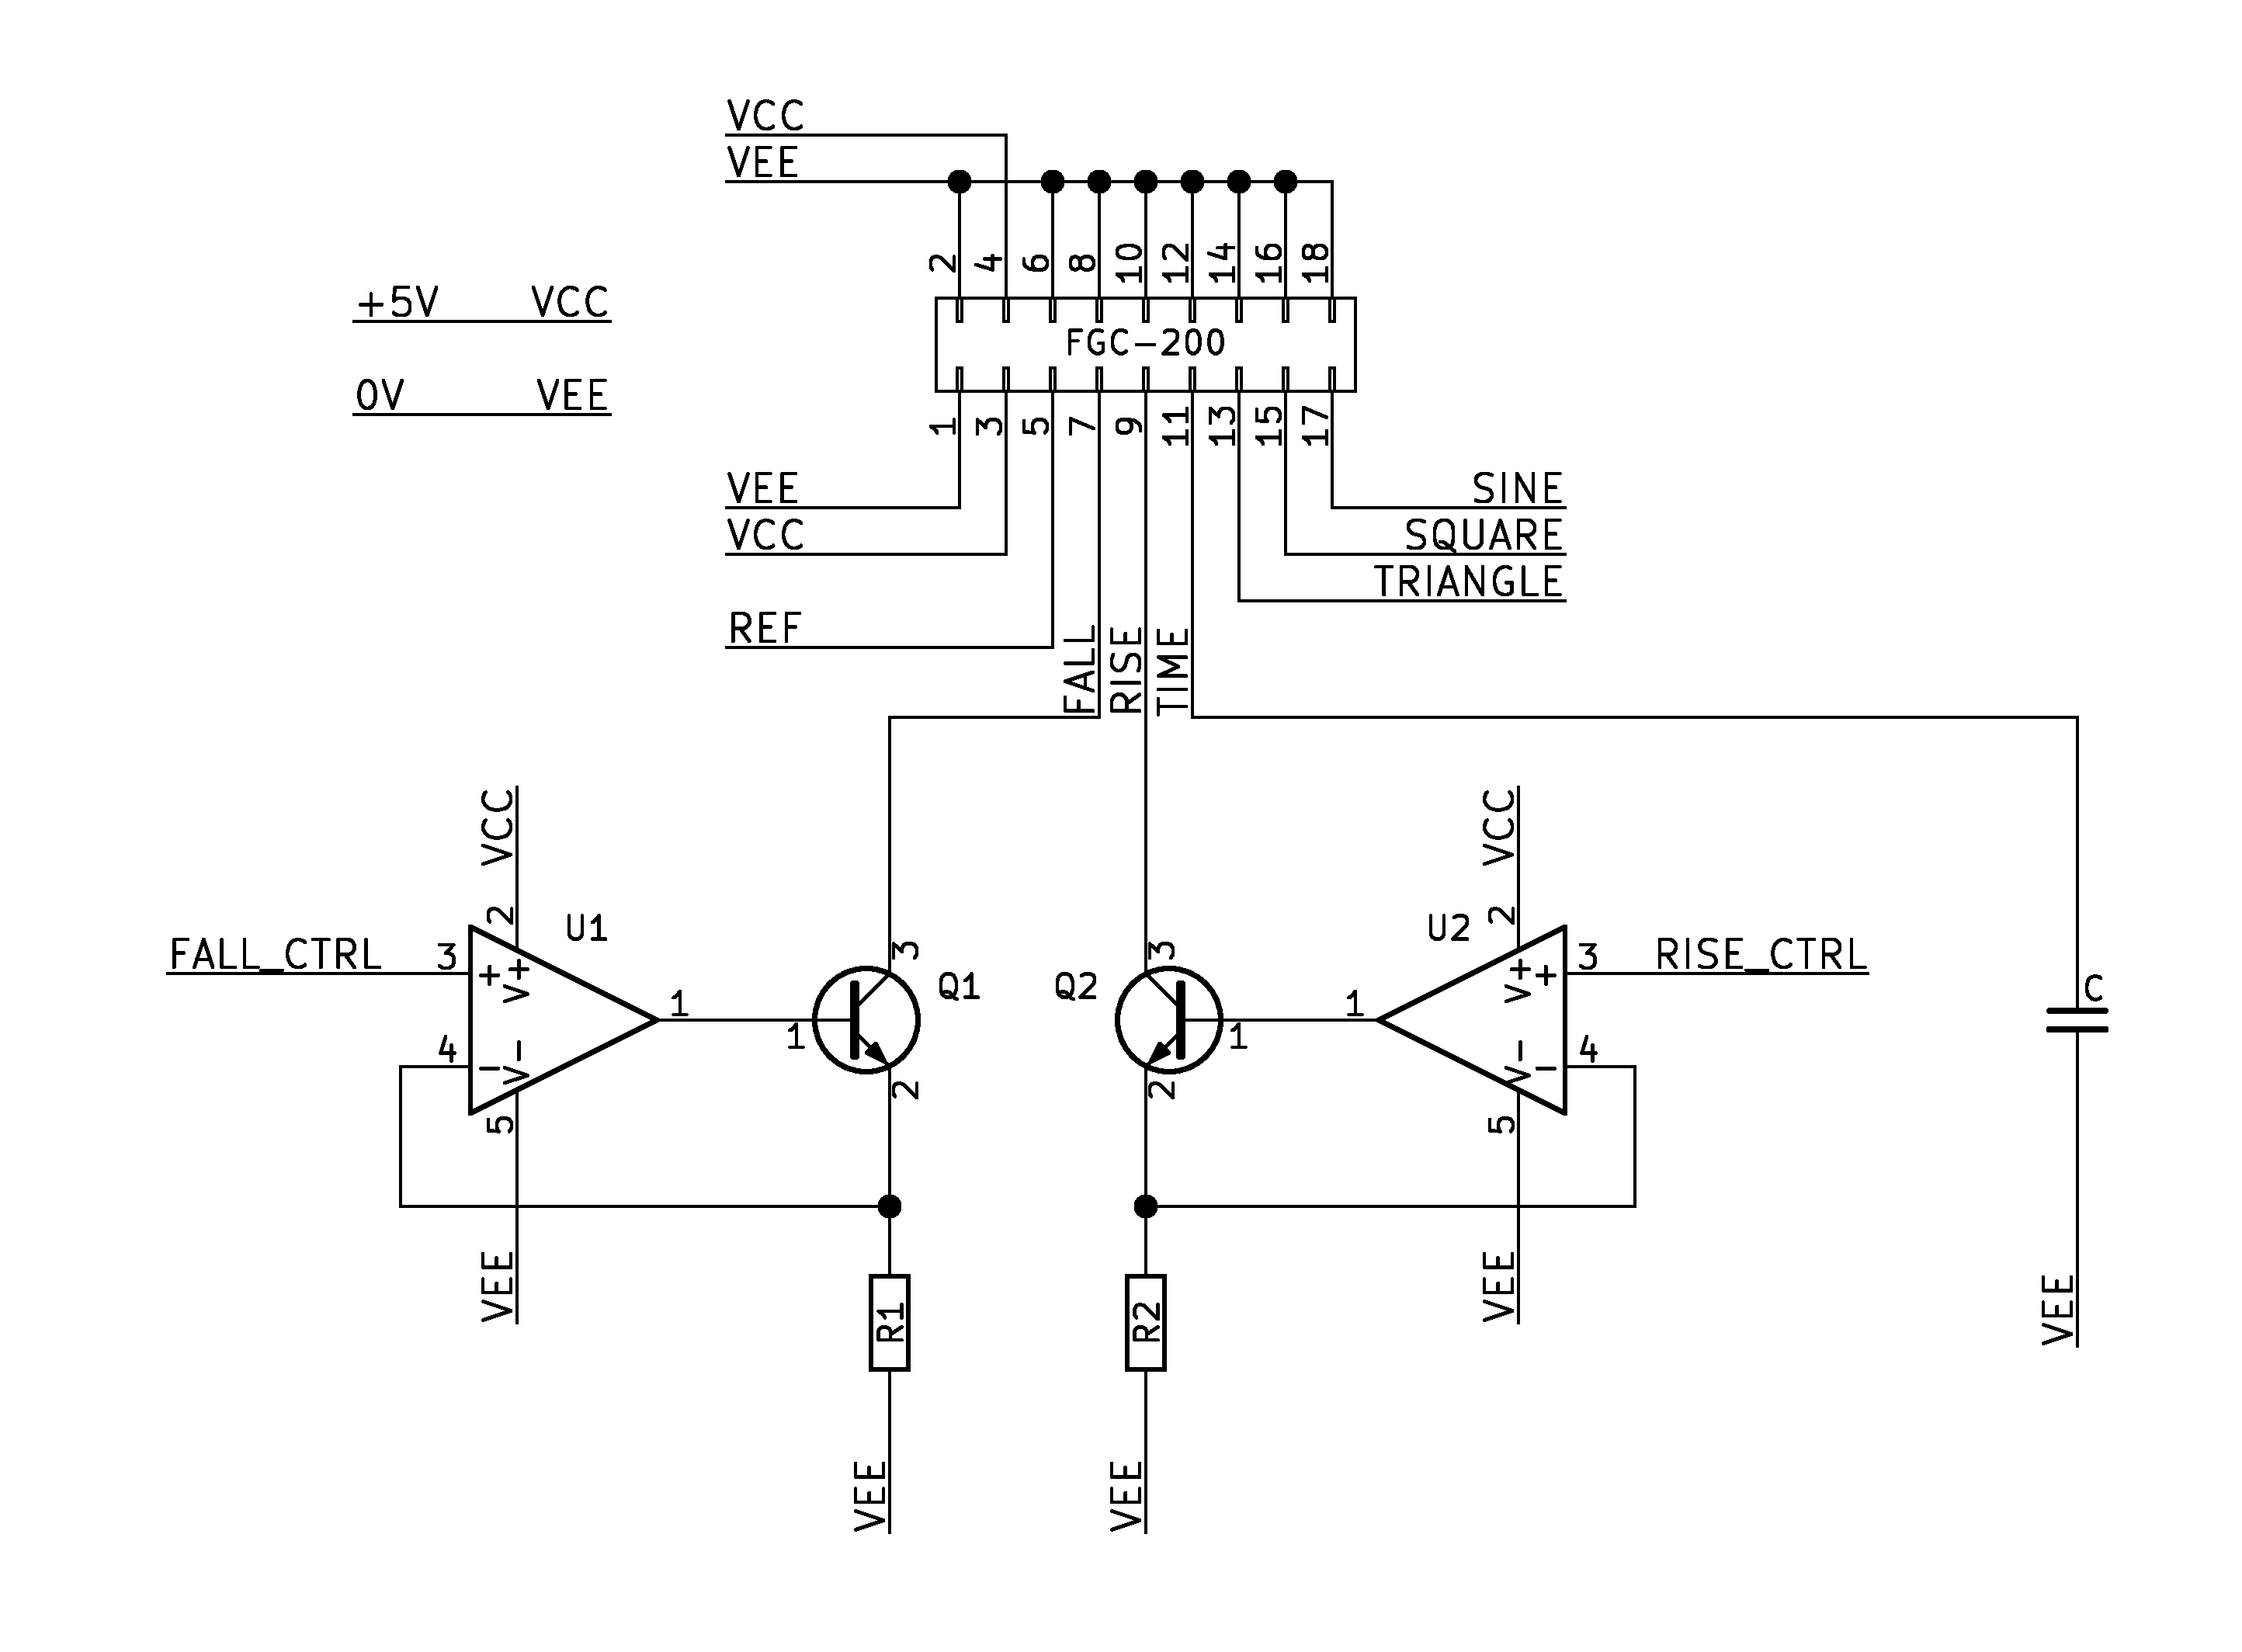 VCC
VEE
2 4 6 8 10 12 14 16 18
+5V VCC
FGC-200
0V VEE
1 3 5 7 9 11 13 15 17
VEE
SINE
VCC
SQUARE
TRIANGLE
REF
FALL
RISE
TIME
VCC
2
U1
FALL_CTRL
3
+
V+
1
4
-
V-
5
VEE
3
Q1
1
2
R1
VEE
3
Q2
1
2
R2
VEE
VCC
2
U2
3
RISE_CTRL
V+
+
1
4
V-
-
5
VEE
C
VEE